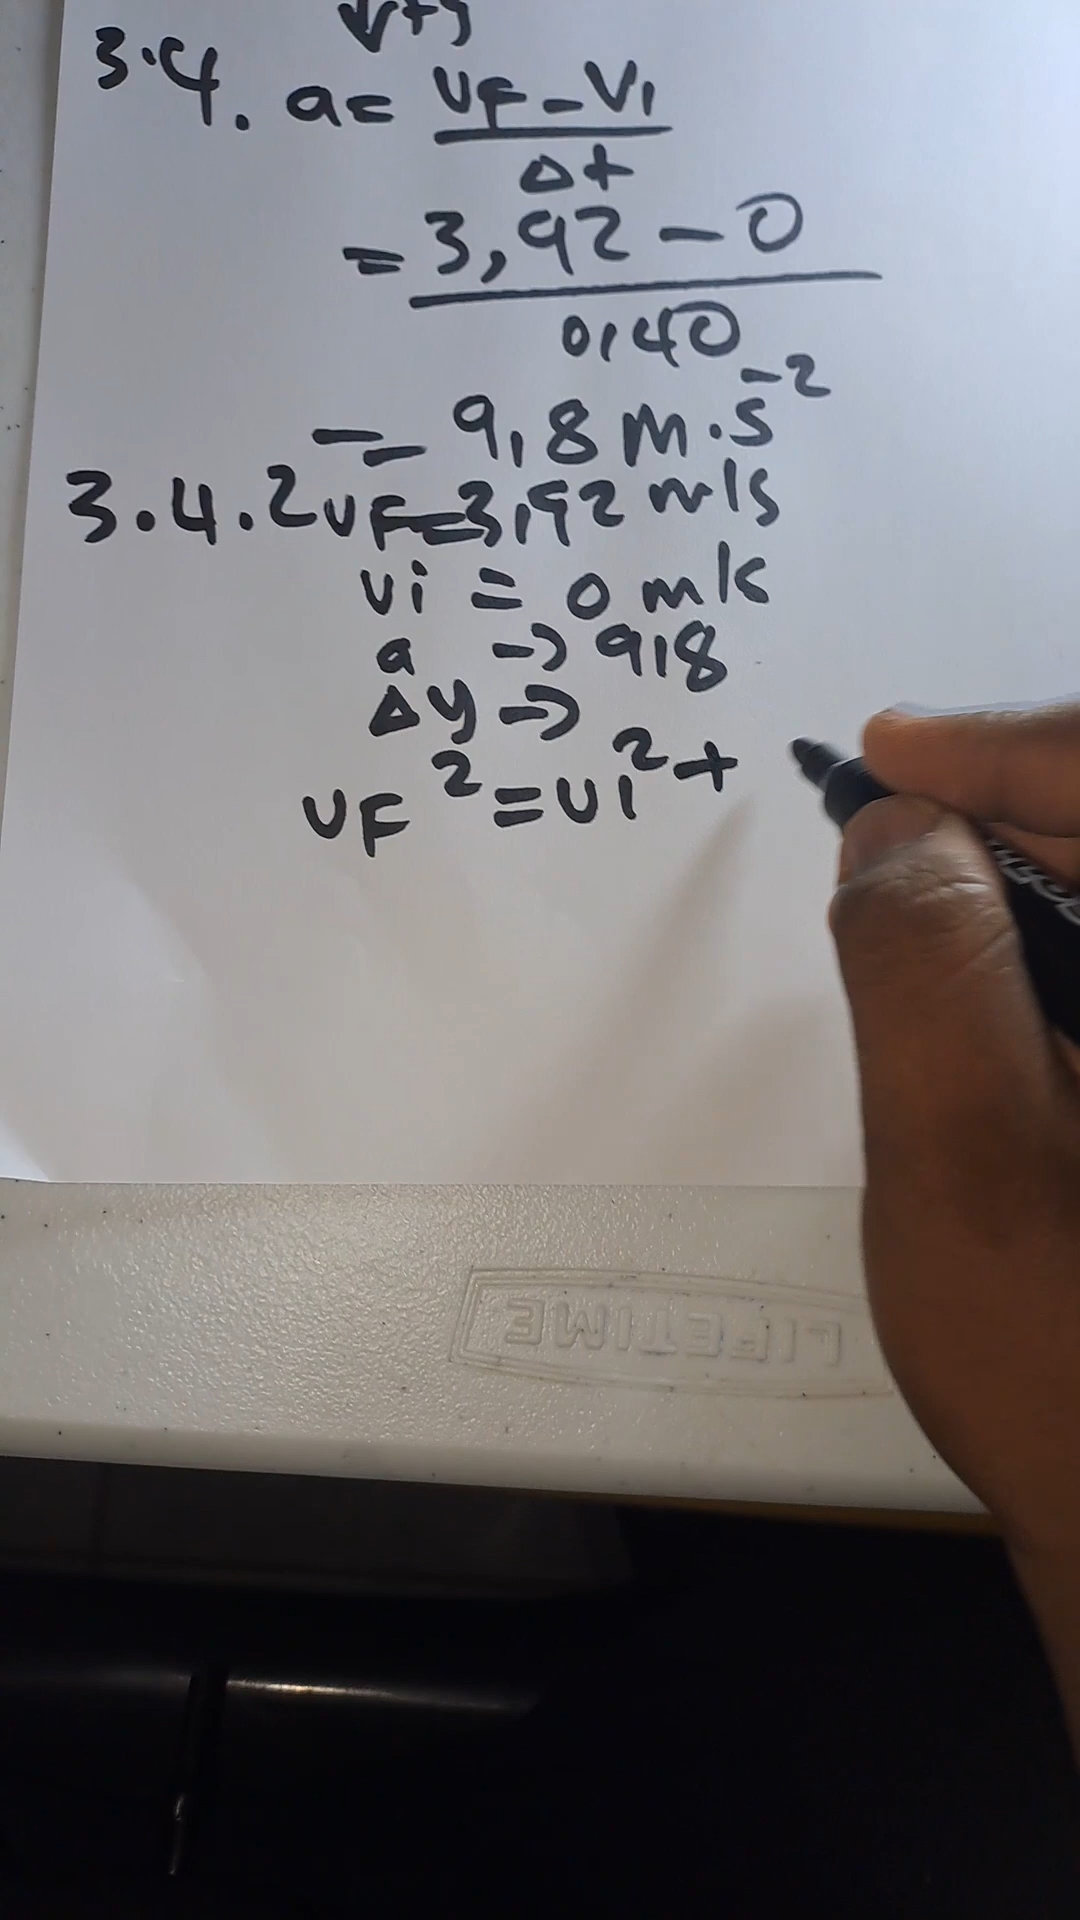 3.4. a= VF-Vi
Δt
= 3,92-0
0,40
= 9,8 m.s-2
3.4.2 VF=3,92 m/s
vi = 0 m/s
a -> 9,8
Δy ->
VF2 = Vi2 +
LIFETIME